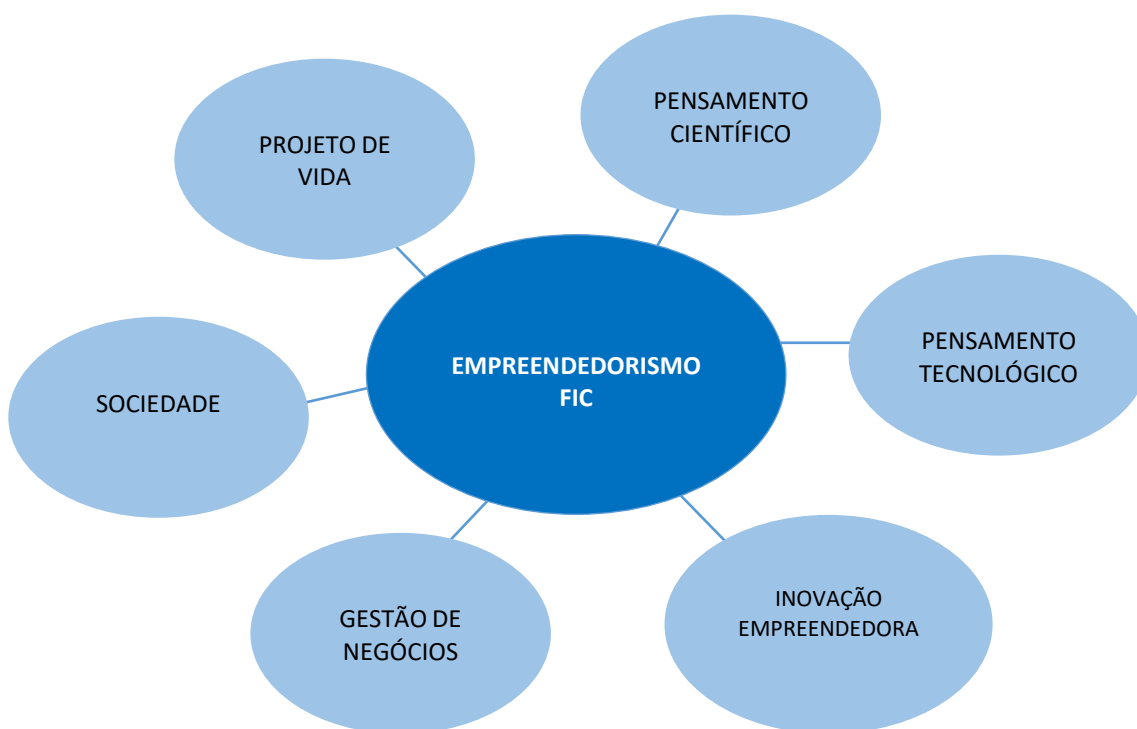 PENSAMENTO
CIENTÍFICO
PROJETO DE
VIDA
PENSAMENTO
TECNOLÓGICO
EMPREENDEDORISMO
FIC
SOCIEDADE
INOVAÇÃO
EMPREENDEDORA
GESTÃO DE
NEGÓCIOS